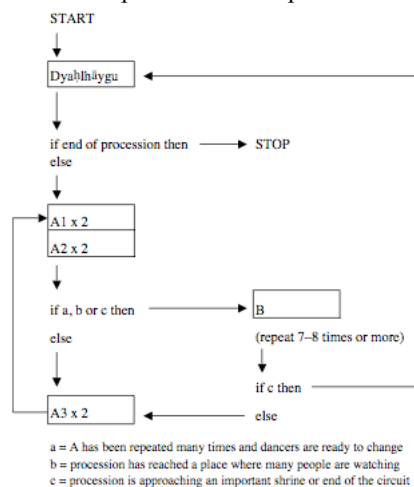 START
Dyaḥlhāygu
if end of procession then
STOP
else
A1 x 2
A2 x 2
if a, b or c then
B
else
(repeat 7–8 times or more)
if c then
A3 x 2
else
a = A has been repeated many times and dancers are ready to change
b = procession has reached a place where many people are watching
c = procession is approaching an important shrine or end of the circuit